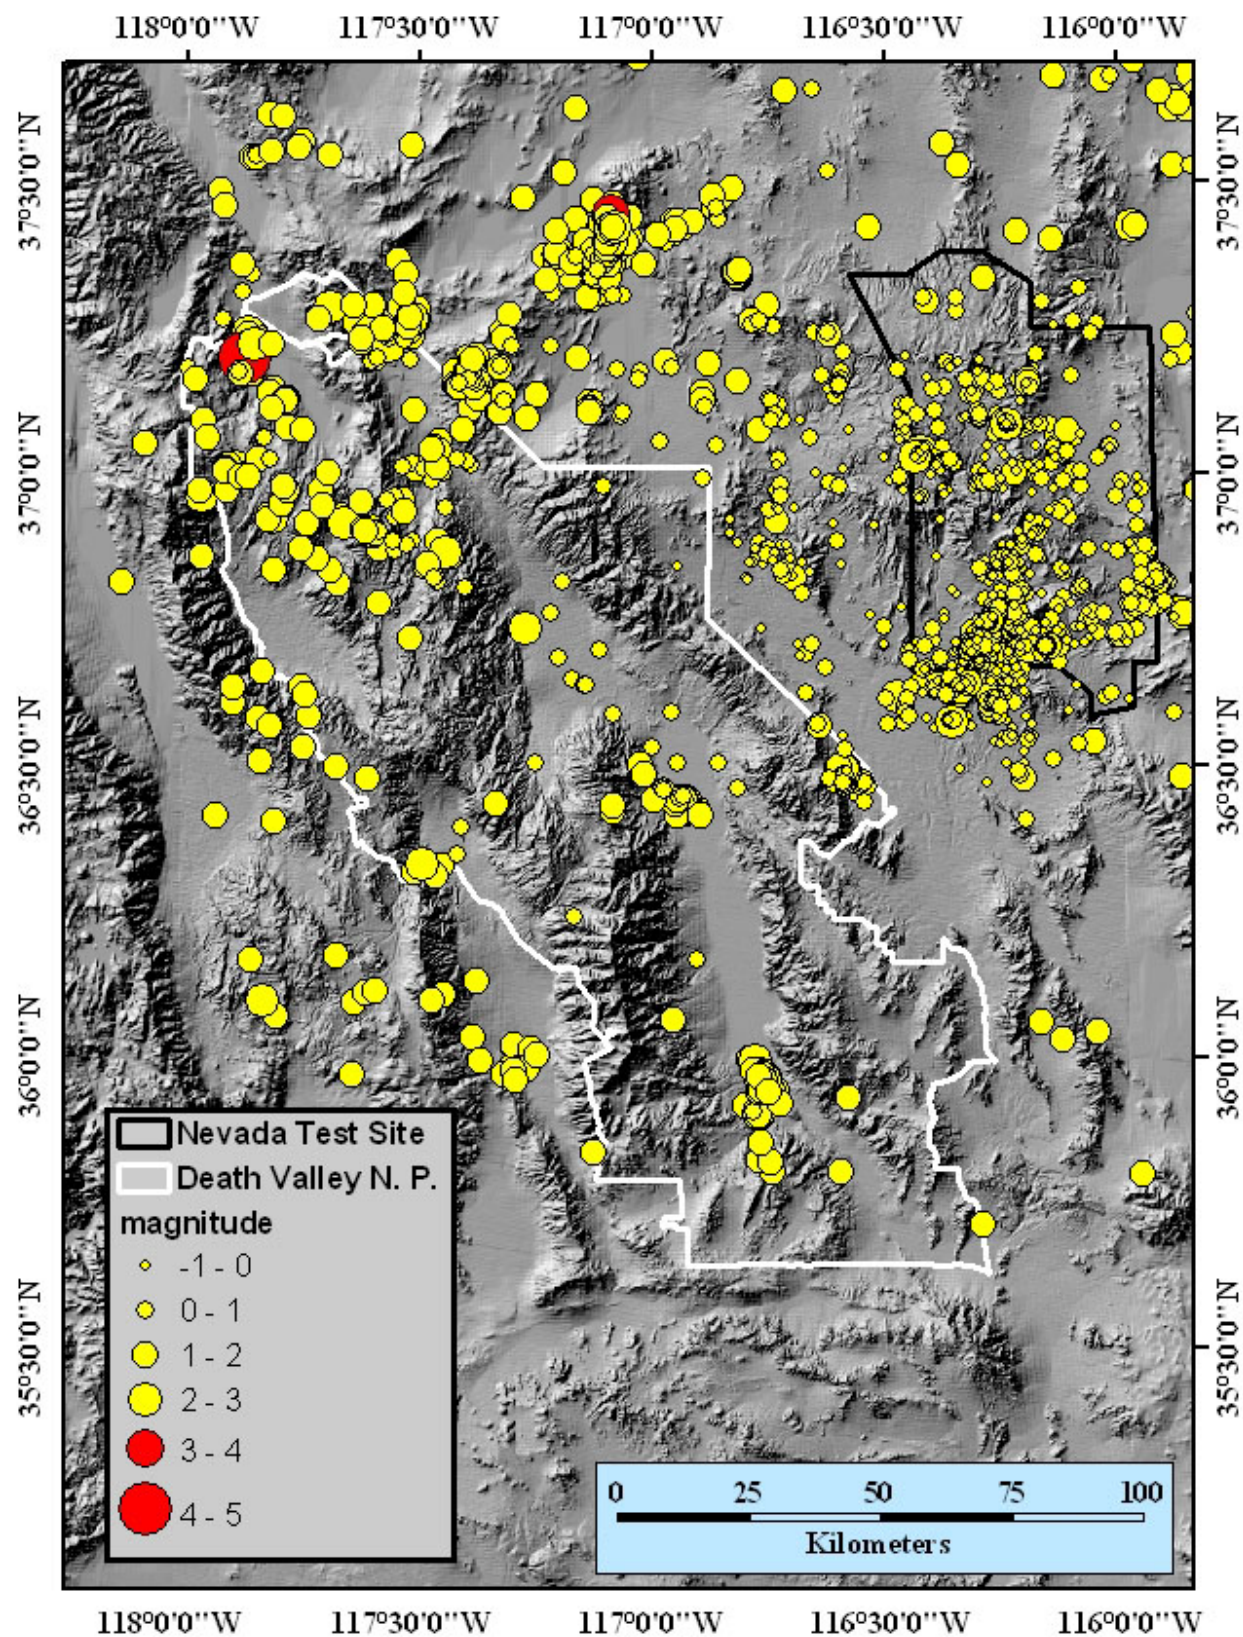 118°0'0"W 117°30'0"W 117°0'0"W 116°30'0"W 116°0'0"W
37°30'0"N
37°0'0"N
36°30'0"N
36°0'0"N
35°30'0"N
37°30'0"N
37°0'0"N
36°30'0"N
36°0'0"N
35°30'0"N
Nevada Test Site
Death Valley N. P.
magnitude
-1 - 0
0 - 1
1 - 2
2 - 3
3 - 4
4 - 5
0 25 50 75 100
Kilometers
118°0'0"W 117°30'0"W 117°0'0"W 116°30'0"W 116°0'0"W